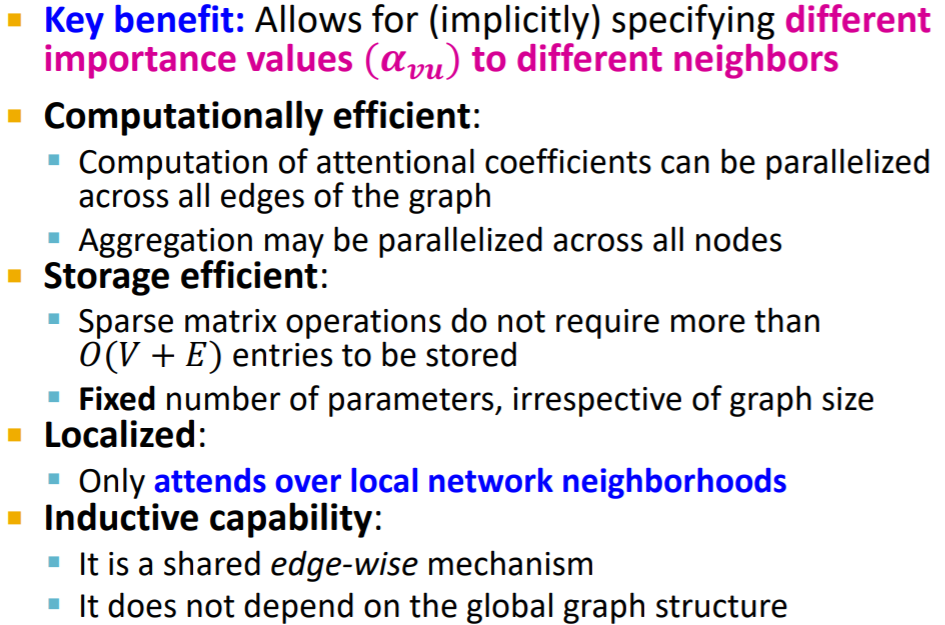 ▪ Key benefit: Allows for (implicitly) specifying different
importance values (𝜶𝒗𝒖) to different neighbors
▪ Computationally efficient:
▪ Computation of attentional coefficients can be parallelized
across all edges of the graph
▪ Aggregation may be parallelized across all nodes
▪ Storage efficient:
▪ Sparse matrix operations do not require more than
𝑂(𝑉 + 𝐸) entries to be stored
▪ Fixed number of parameters, irrespective of graph size
▪ Localized:
▪ Only attends over local network neighborhoods
▪ Inductive capability:
▪ It is a shared edge-wise mechanism
▪ It does not depend on the global graph structure